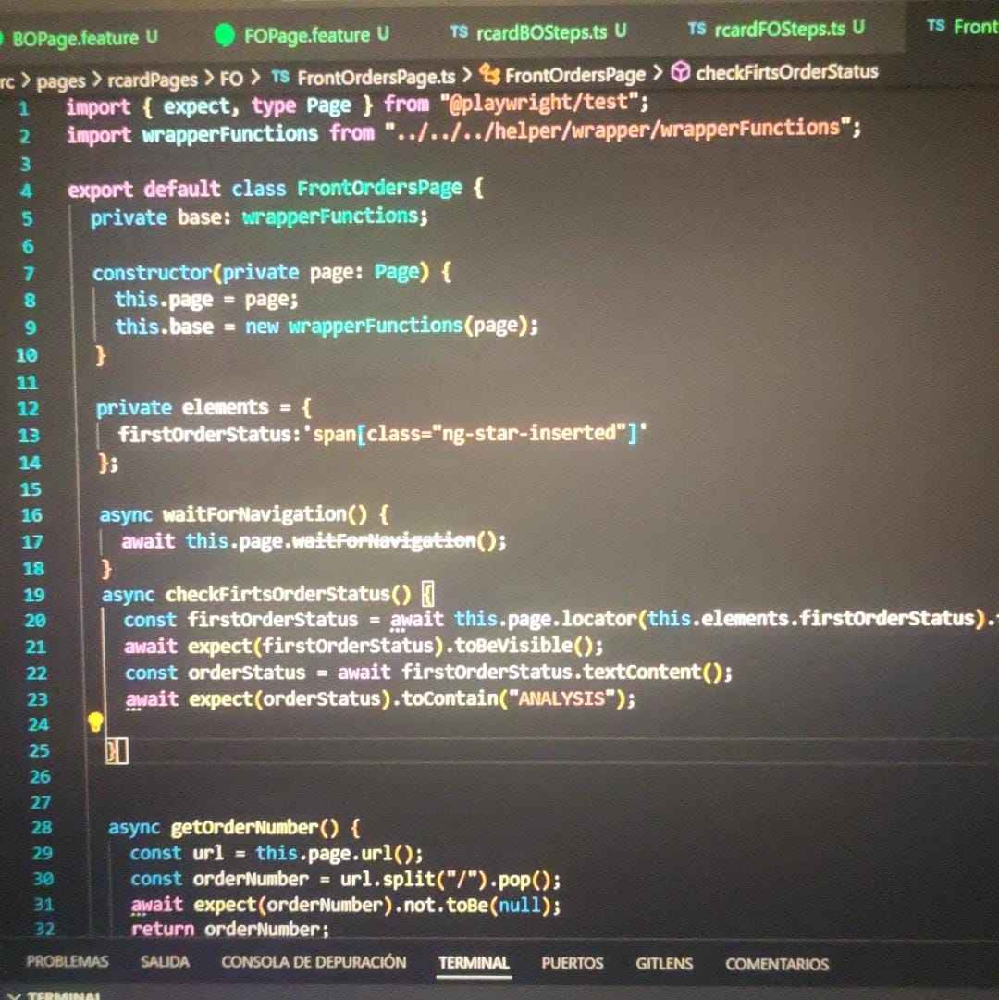 BOPage.feature U FOPage.feature U TS rcardBOSteps.ts U TS rcardFOSteps.ts U TS Front
rc > pages > rcardPages > FO > TS FrontOrdersPage.ts > FrontOrdersPage > checkFirtsOrderStatus
1 import { expect, type Page } from "@playwright/test";
2 import wrapperFunctions from "../../../helper/wrapper/wrapperFunctions";
3
4 export default class FrontOrdersPage {
5 private base: wrapperFunctions;
6
7 constructor(private page: Page) {
8 this.page = page;
9 this.base = new wrapperFunctions(page);
10 }
11
12 private elements = {
13 firstOrderStatus:'span[class="ng-star-inserted"]'
14 };
15
16 async waitForNavigation() {
17 await this.page.waitForNavigation();
18 }
19 async checkFirtsOrderStatus() {
20 const firstOrderStatus = await this.page.locator(this.elements.firstOrderStatus).
21 await expect(firstOrderStatus).toBeVisible();
22 const orderStatus = await firstOrderStatus.textContent();
23 await expect(orderStatus).toContain("ANALYSIS");
24
25 }
26
27
28 async getOrderNumber() {
29 const url = this.page.url();
30 const orderNumber = url.split("/").pop();
31 await expect(orderNumber).not.toBe(null);
32 return orderNumber;
PROBLEMAS SALIDA CONSOLA DE DEPURACIÓN TERMINAL PUERTOS GITLENS COMENTARIOS
TERMINAL